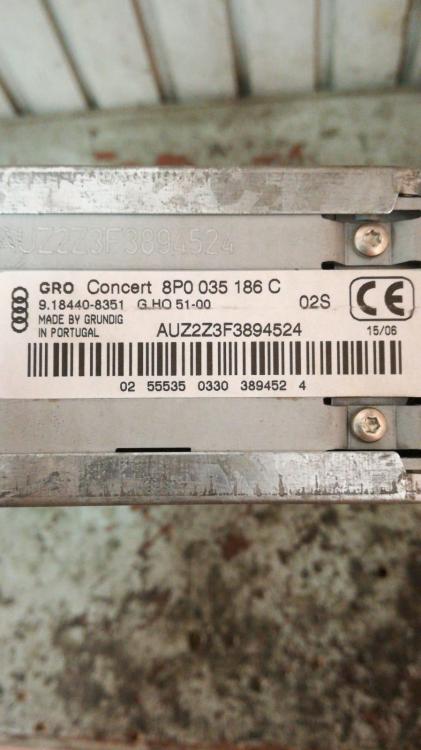 AUZ2Z3F3894524
GRO Concert 8P0 035 186 C
9.18440-8351 G.HO 51-00 02S
MADE BY GRUNDIG
IN PORTUGAL
AUZ2Z3F3894524
CE
15/06
02 55535 0330 389452 4